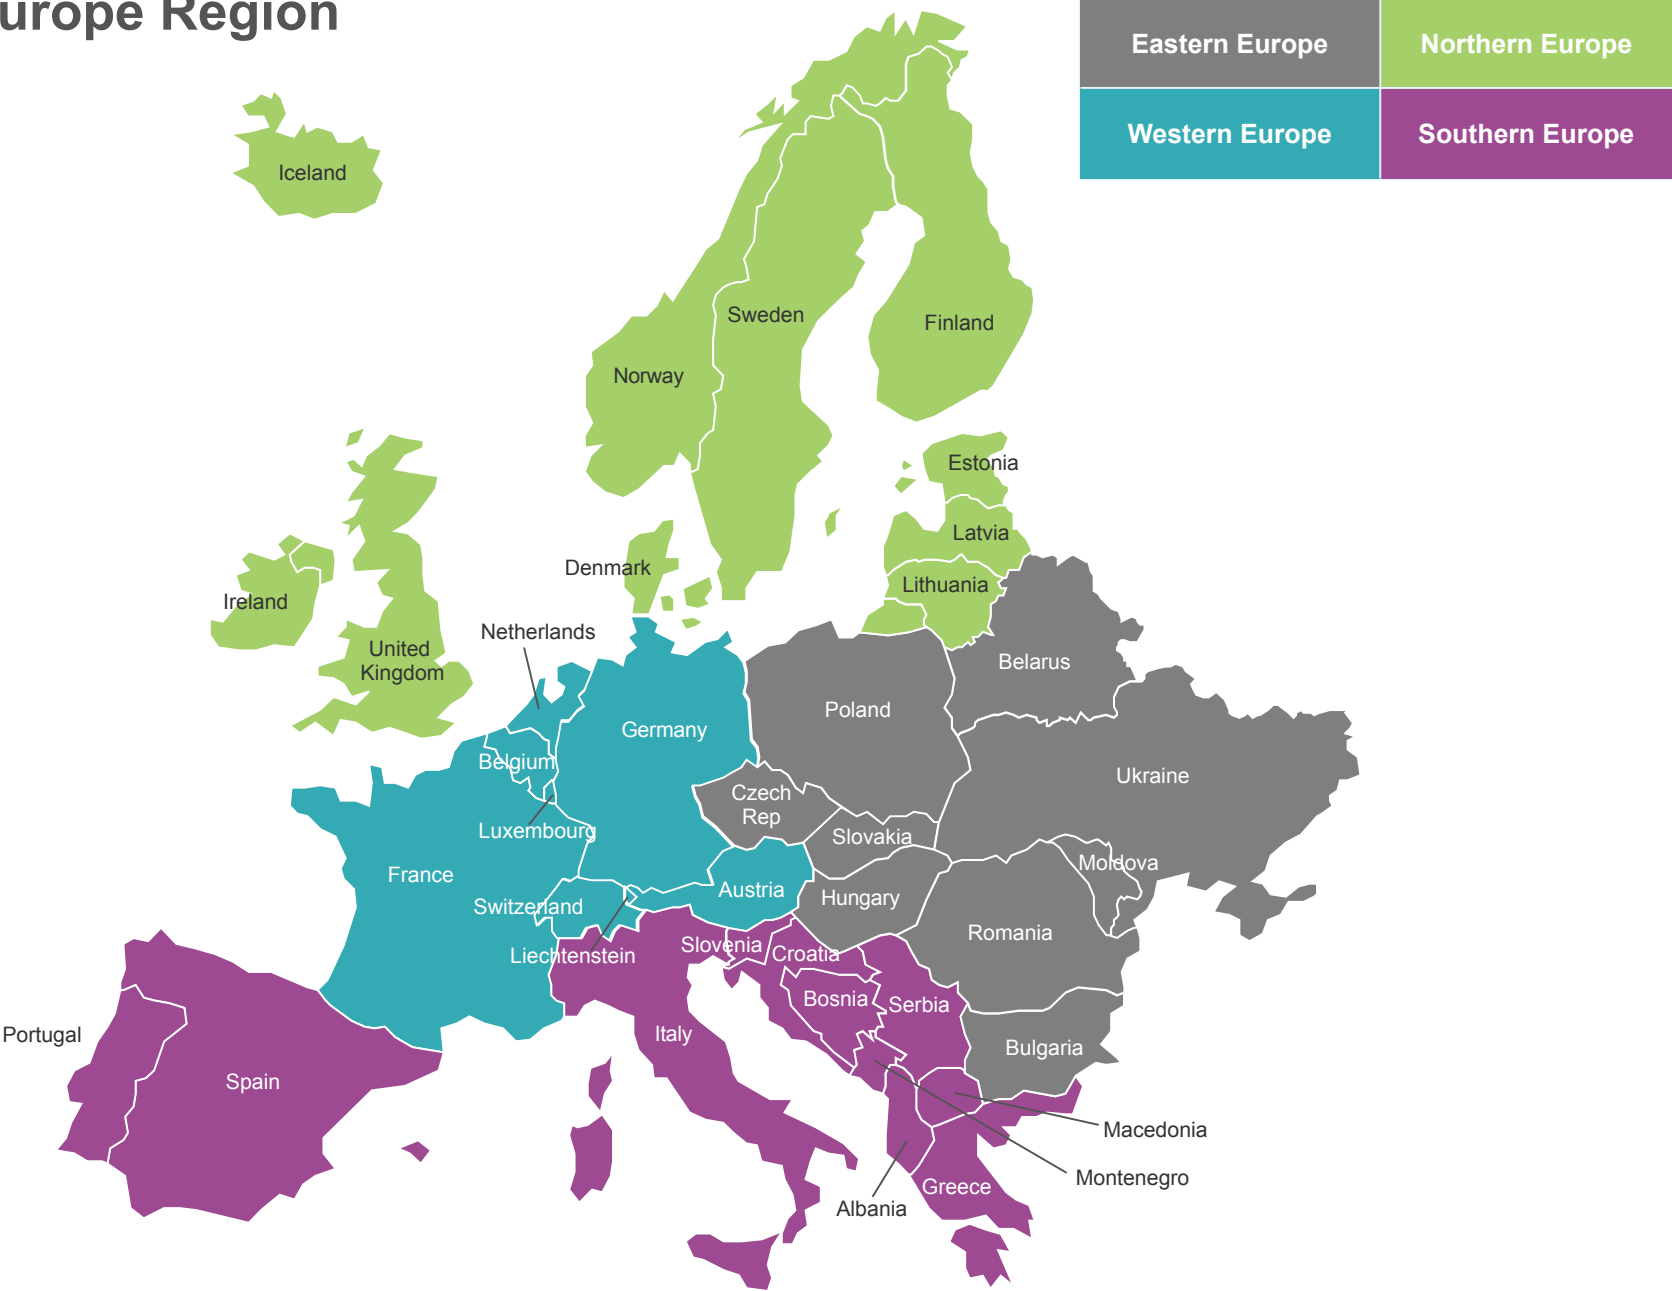 urope Region
Eastern Europe
Northern Europe
Western Europe
Southern Europe
Iceland
Sweden
Finland
Norway
Estonia
Latvia
Denmark
Lithuania
Ireland
Netherlands
United
Kingdom
Belarus
Poland
Germany
Belgium
Ukraine
Czech
Rep
Luxembourg
Slovakia
Moldova
France
Austria
Hungary
Switzerland
Romania
Slovenia
Croatia
Liechtenstein
Bosnia
Serbia
Portugal
Italy
Bulgaria
Spain
Macedonia
Montenegro
Greece
Albania